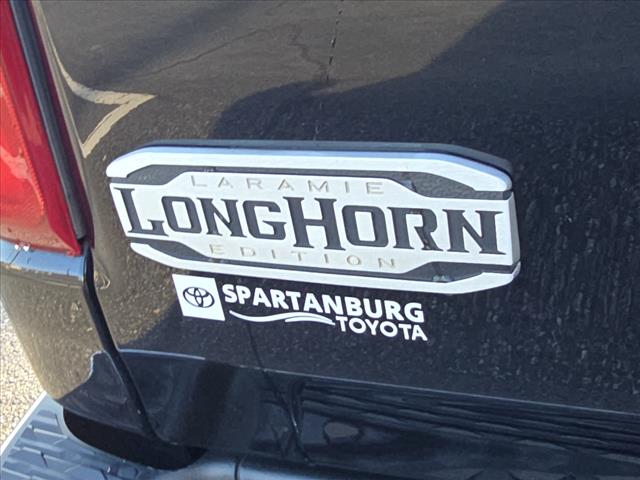 LARAMIE
LONGHORN
EDITION
SPARTANBURG
TOYOTA